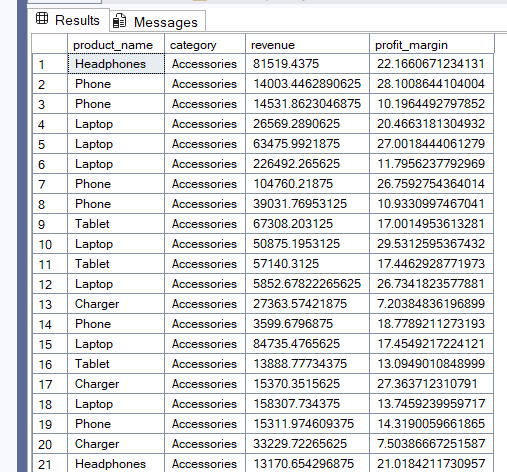 Results Messages
product_name category revenue profit_margin
1 Headphones Accessories 81519.4375 22.1660671234131
2 Phone Accessories 14003.4462890625 28.1008644104004
3 Phone Accessories 14531.8623046875 10.1964492797852
4 Laptop Accessories 26569.2890625 20.4663181304932
5 Laptop Accessories 63475.9921875 27.0018444061279
6 Laptop Accessories 226492.265625 11.7956237792969
7 Phone Accessories 104760.21875 26.7592754364014
8 Phone Accessories 39031.76953125 10.9330997467041
9 Tablet Accessories 67308.203125 17.0014953613281
10 Laptop Accessories 50875.1953125 29.5312595367432
11 Tablet Accessories 57140.3125 17.4462928771973
12 Laptop Accessories 5852.67822265625 26.7341823577881
13 Charger Accessories 27363.57421875 7.20384836196899
14 Phone Accessories 3599.6796875 18.7789211273193
15 Laptop Accessories 84735.4765625 17.4549217224121
16 Tablet Accessories 13888.77734375 13.0949010848999
17 Charger Accessories 15370.3515625 27.363712310791
18 Laptop Accessories 158307.734375 13.7459239959717
19 Phone Accessories 15311.974609375 14.3190059661865
20 Charger Accessories 33229.72265625 7.50386667251587
21 Headphones Accessories 13170.654296875 21.0184211730957